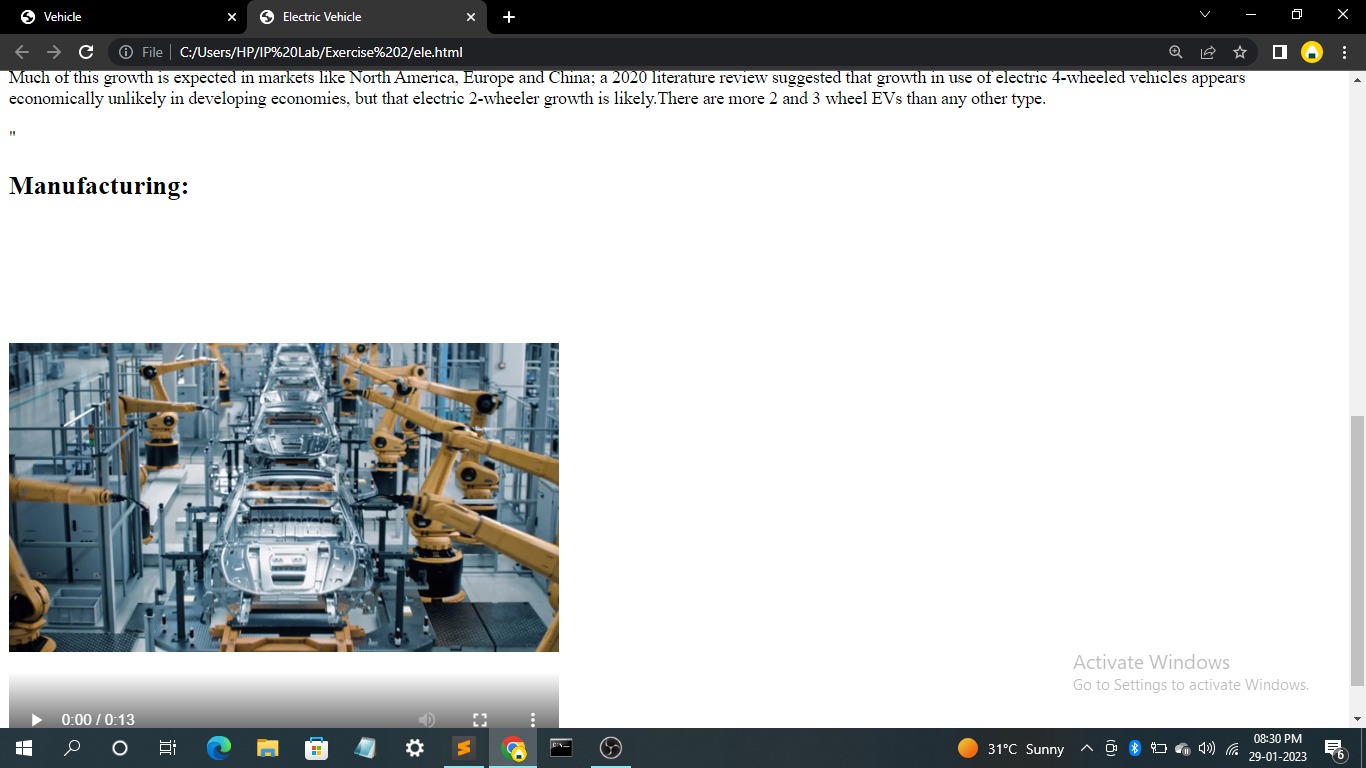 Vehicle
Electric Vehicle
File
C:/Users/HP/IP%20Lab/Exercise%202/ele.html
Much of this growth is expected in markets like North America, Europe and China; a 2020 literature review suggested that growth in use of electric 4-wheeled vehicles appears
economically unlikely in developing economies, but that electric 2-wheeler growth is likely.There are more 2 and 3 wheel EVs than any other type.
"
Manufacturing:
0:00 / 0:13
Activate Windows
Go to Settings to activate Windows.
31°C Sunny
08:30 PM
29-01-2023
6